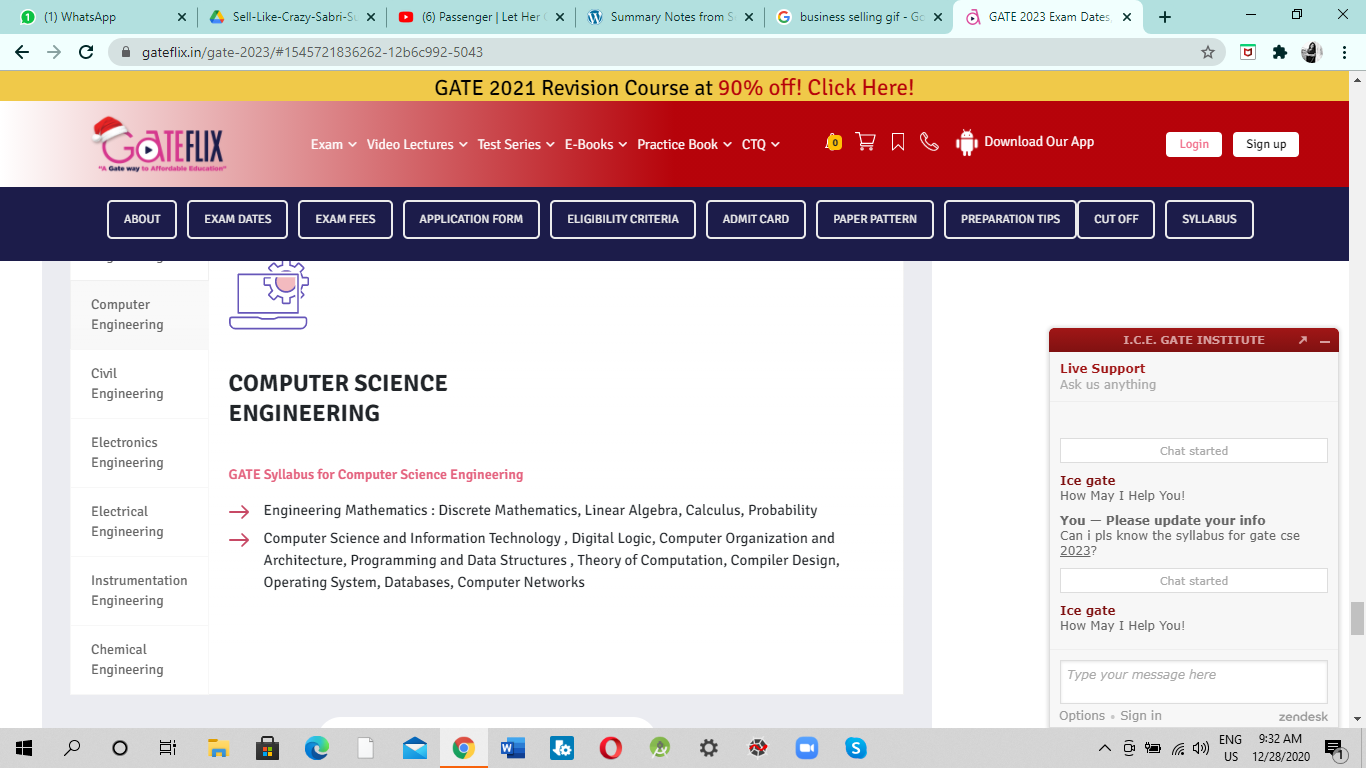 (1) WhatsApp
Sell-Like-Crazy-Sabri-Su
(6) Passenger | Let Her G
Summary Notes from S
business selling gif - Go
GATE 2023 Exam Dates,
gateflix.in/gate-2023/#1545721836262-12b6c992-5043
GATE 2021 Revision Course at 90% off! Click Here!
GATEFLIX
"A Gate way to Affordable Education"
Exam Video Lectures Test Series E-Books Practice Book CTQ
0
Download Our App
Login
Sign up
ABOUT
EXAM DATES
EXAM FEES
APPLICATION FORM
ELIGIBILITY CRITERIA
ADMIT CARD
PAPER PATTERN
PREPARATION TIPS
CUT OFF
SYLLABUS
Computer
Engineering
Civil
Engineering
Electronics
Engineering
Electrical
Engineering
Instrumentation
Engineering
Chemical
Engineering
COMPUTER SCIENCE
ENGINEERING
GATE Syllabus for Computer Science Engineering
Engineering Mathematics : Discrete Mathematics, Linear Algebra, Calculus, Probability
Computer Science and Information Technology , Digital Logic, Computer Organization and
Architecture, Programming and Data Structures , Theory of Computation, Compiler Design,
Operating System, Databases, Computer Networks
I.C.E. GATE INSTITUTE
Live Support
Ask us anything
Chat started
Ice gate
How May I Help You!
You — Please update your info
Can i pls know the syllabus for gate cse
2023?
Chat started
Ice gate
How May I Help You!
Type your message here
Options • Sign in
zendesk
ENG
US
9:32 AM
12/28/2020
1